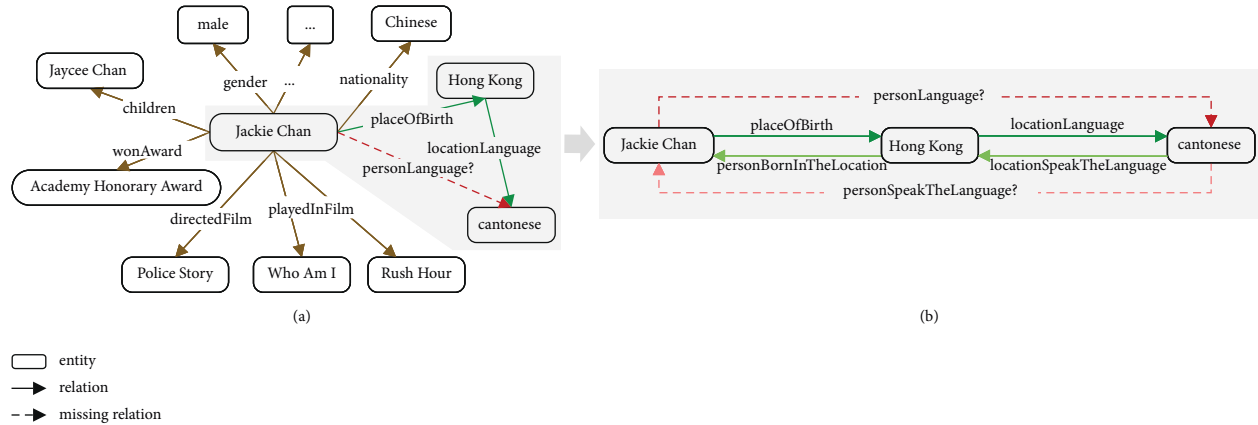 male
...
Chinese
Jaycee Chan
gender
...
nationality
Hong Kong
children
placeOfBirth
Jackie Chan
wonAward
locationLanguage
personLanguage?
Academy Honorary Award
directedFilm
playedInFilm
cantonese
Police Story
Who Am I
Rush Hour
(a)
personLanguage?
placeOfBirth
locationLanguage
Jackie Chan
Hong Kong
cantonese
personBornInTheLocation
locationSpeakTheLanguage
personSpeakTheLanguage?
(b)
entity
relation
missing relation